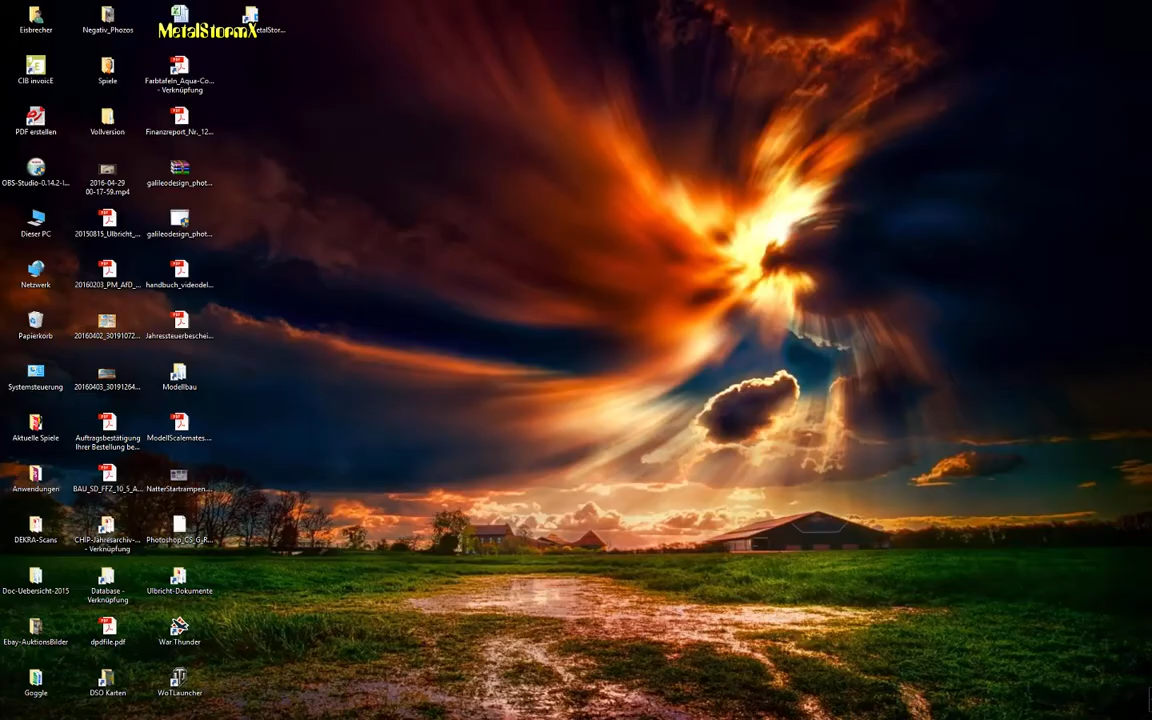 Eisbrecher
Negativ_Phozos
MetalStormX
etalStor...
CIB invoicE
Spiele
Farbtafeln_Aqua-Co...
- Verknüpfung
PDF erstellen
Vollversion
Finanzreport_Nr._12...
OBS-Studio-0.14.2-I...
2016-04-29
00-17-59.mp4
galileodesign_phot...
Dieser PC
20150815_Ulbricht_...
galileodesign_phot...
Netzwerk
20160203_PM_AfD_...
handbuch_videodel...
Papierkorb
20160402_30191072...
Jahressteuerbeschei...
Systemsteuerung
20160403_30191264...
Modellbau
Aktuelle Spiele
Auftragsbestätigung
Ihrer Bestellung be...
ModellScalemates....
Anwendungen
BAU_SD_FFZ_10_5_A...
NatterStartrampen...
DEKRA-Scans
CHIP-Jahresarchiv-...
- Verknüpfung
Photoshop_CS_G_R...
Doc-Uebersicht-2015
Database -
Verknüpfung
Ulbricht-Dokumente
Ebay-AuktionsBilder
dpdfile.pdf
War Thunder
Goggle
DSO Karten
WoTLauncher